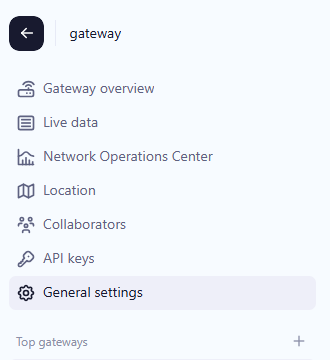 gateway
Gateway overview
Live data
Network Operations Center
Location
Collaborators
API keys
General settings
Top gateways